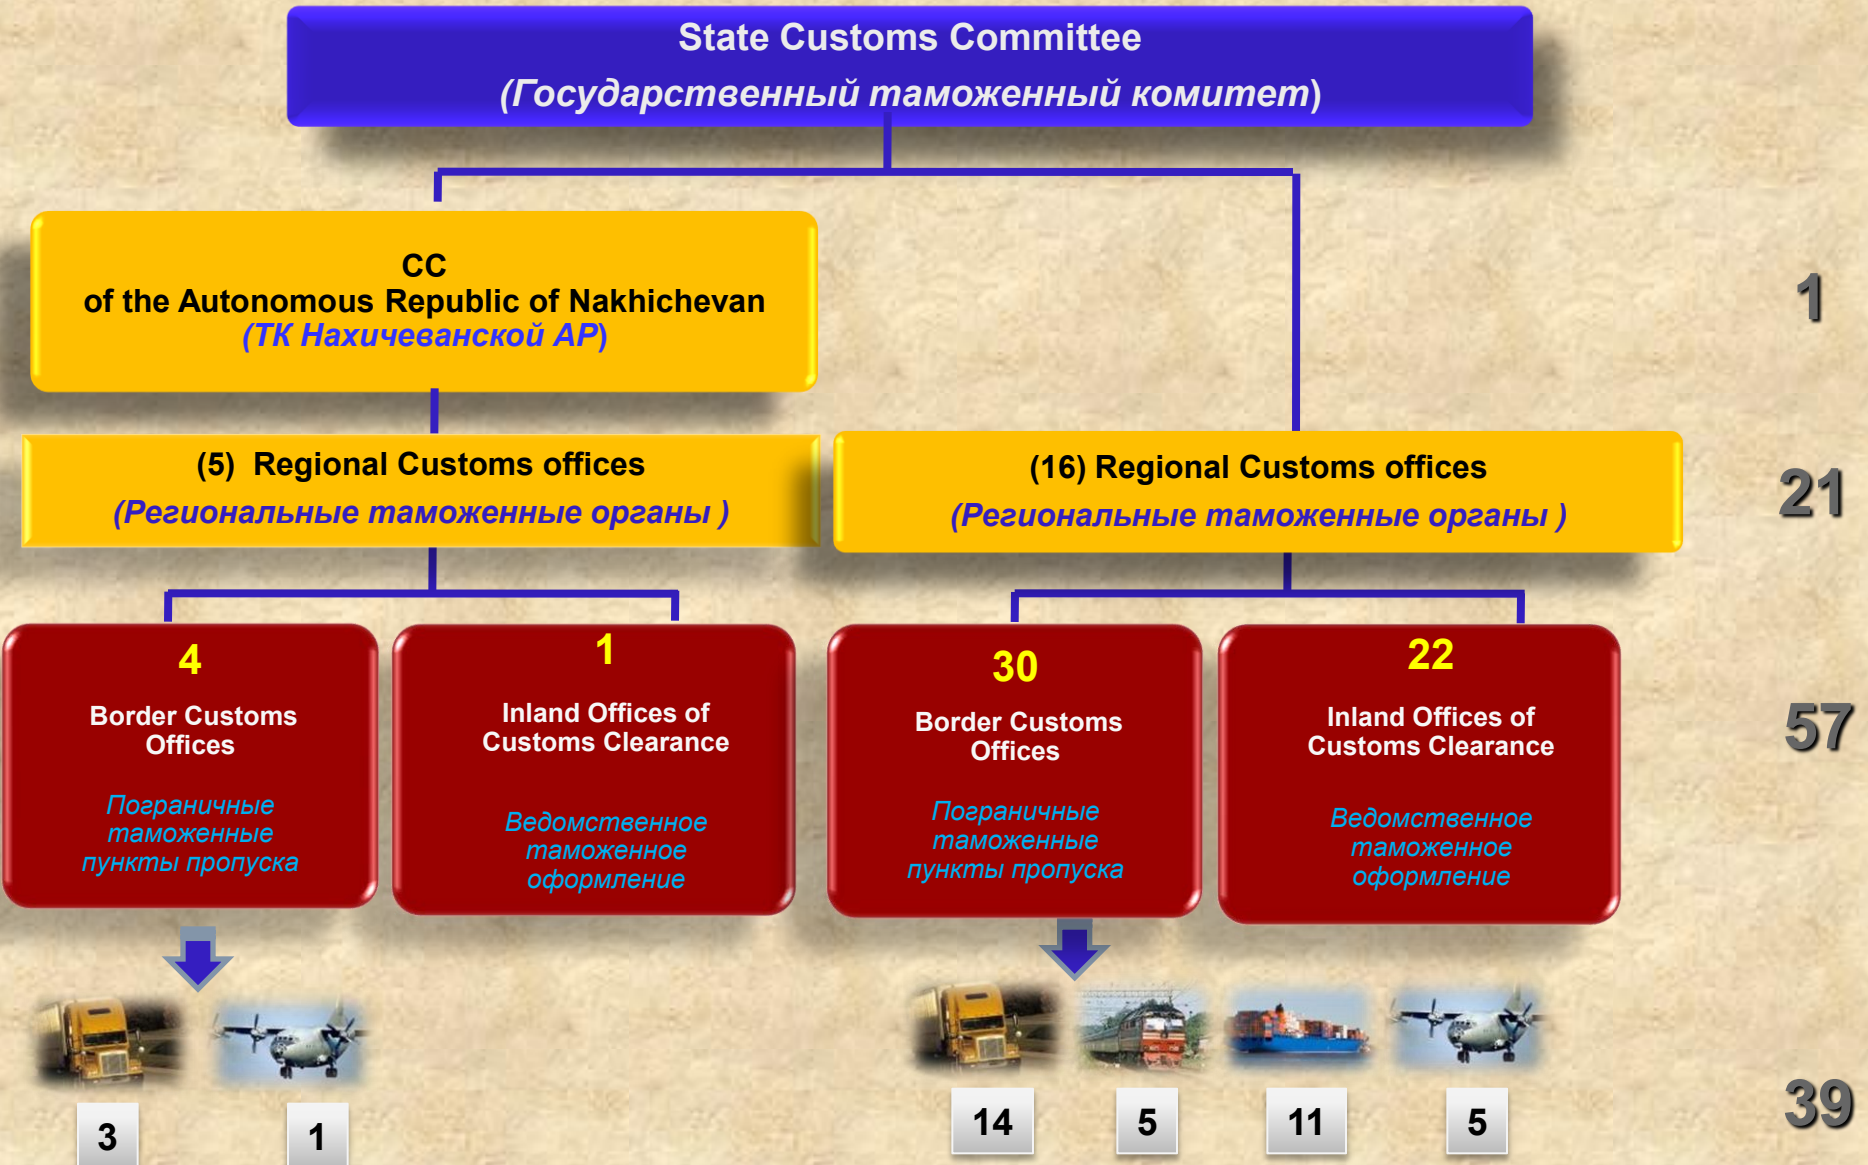 State Customs Committee
(Государственный таможенный комитет)
CC
of the Autonomous Republic of Nakhichevan
(ТК Нахичеванской АР)
1
(5) Regional Customs offices
(Региональные таможенные органы )
(16) Regional Customs offices
(Региональные таможенные органы )
21
4
Border Customs
Offices
Пограничные
таможенные
пункты пропуска
1
Inland Offices of
Customs Clearance
Ведомственное
таможенное
оформление
30
Border Customs
Offices
Пограничные
таможенные
пункты пропуска
22
Inland Offices of
Customs Clearance
Ведомственное
таможенное
оформление
57
3
1
14
5
11
5
39